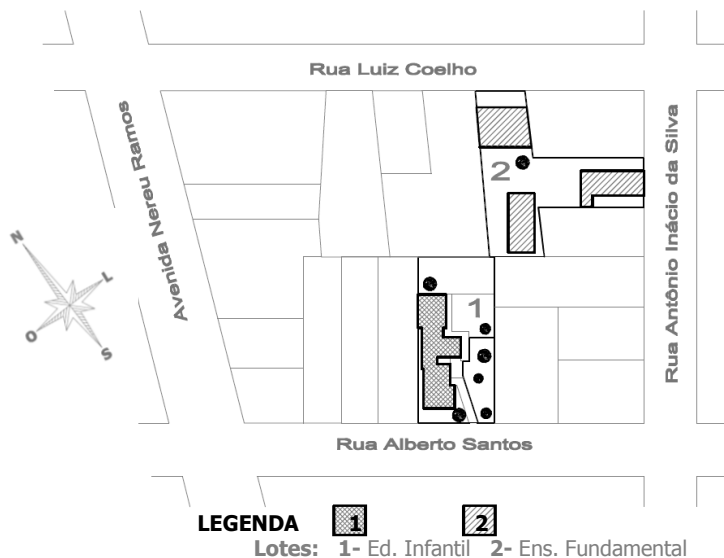 Rua Luiz Coelho
Avenida Nereu Ramos
Rua Antônio Inácio da Silva
2
N
L
O
S
1
Rua Alberto Santos
LEGENDA 1 2
Lotes: 1- Ed. Infantil 2- Ens. Fundamental